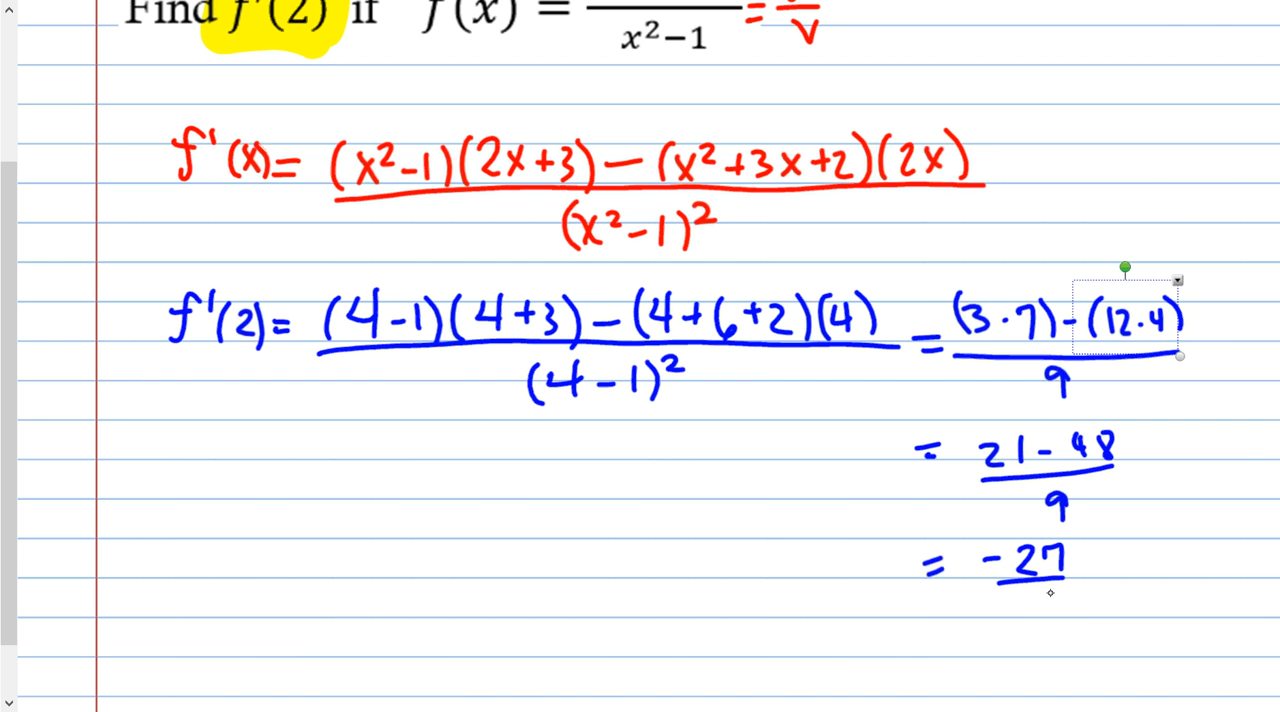 Find f'(2) if f(x) = ─── / x²−1 = ─ / v
f'(x) = (x²−1)(2x+3) − (x²+3x+2)(2x) / (x²−1)²
f'(2) = (4−1)(4+3) − (4+6+2)(4) / (4−1)² = (3·7) − (12·4) / 9
= 21−48 / 9
= −27